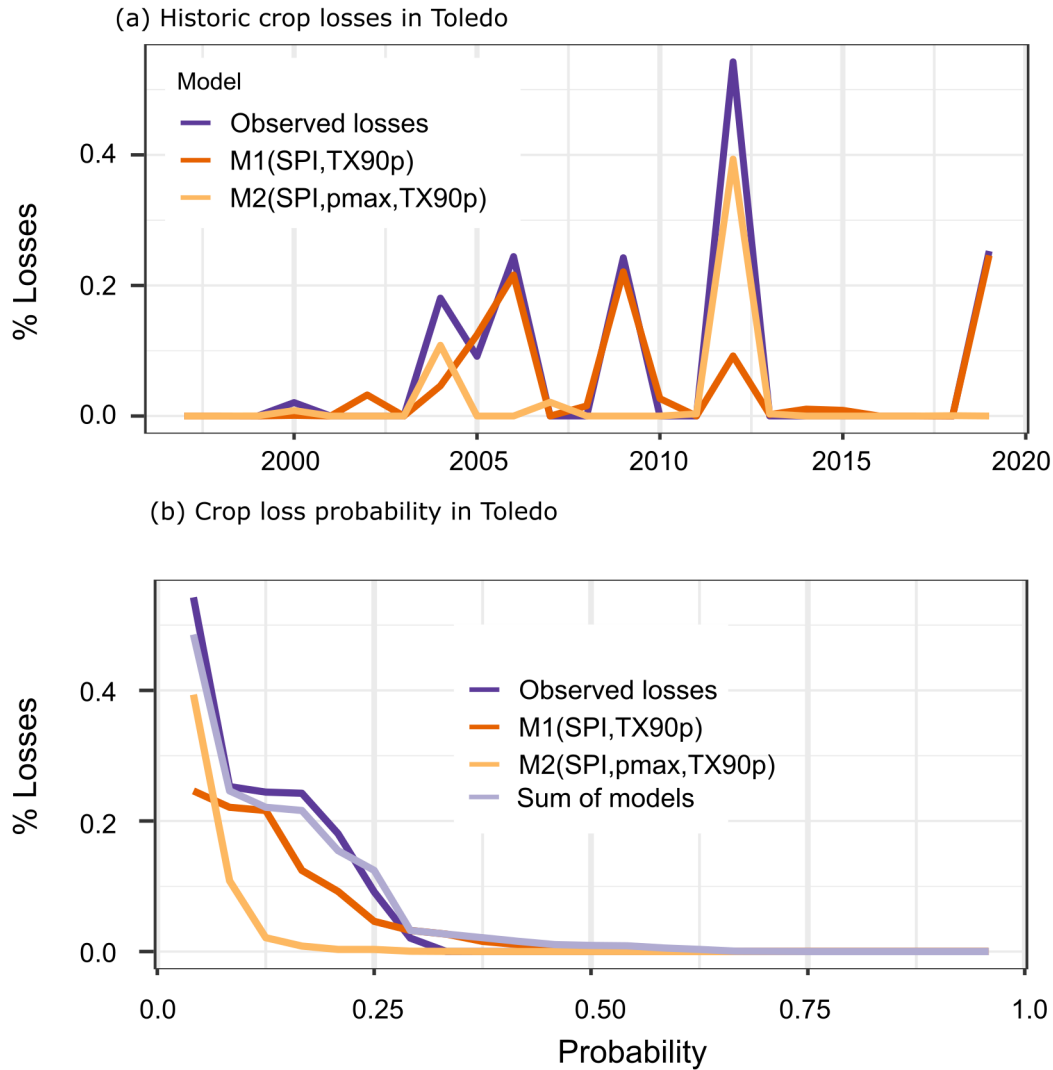 (a) Historic crop losses in Toledo
Model
Observed losses
M1(SPI,TX90p)
M2(SPI,pmax,TX90p)
% Losses
0.4
0.2
0.0
2000 2005 2010 2015 2020
(b) Crop loss probability in Toledo
Observed losses
M1(SPI,TX90p)
M2(SPI,pmax,TX90p)
Sum of models
% Losses
0.4
0.2
0.0
0.0 0.25 0.50 0.75 1.0
Probability